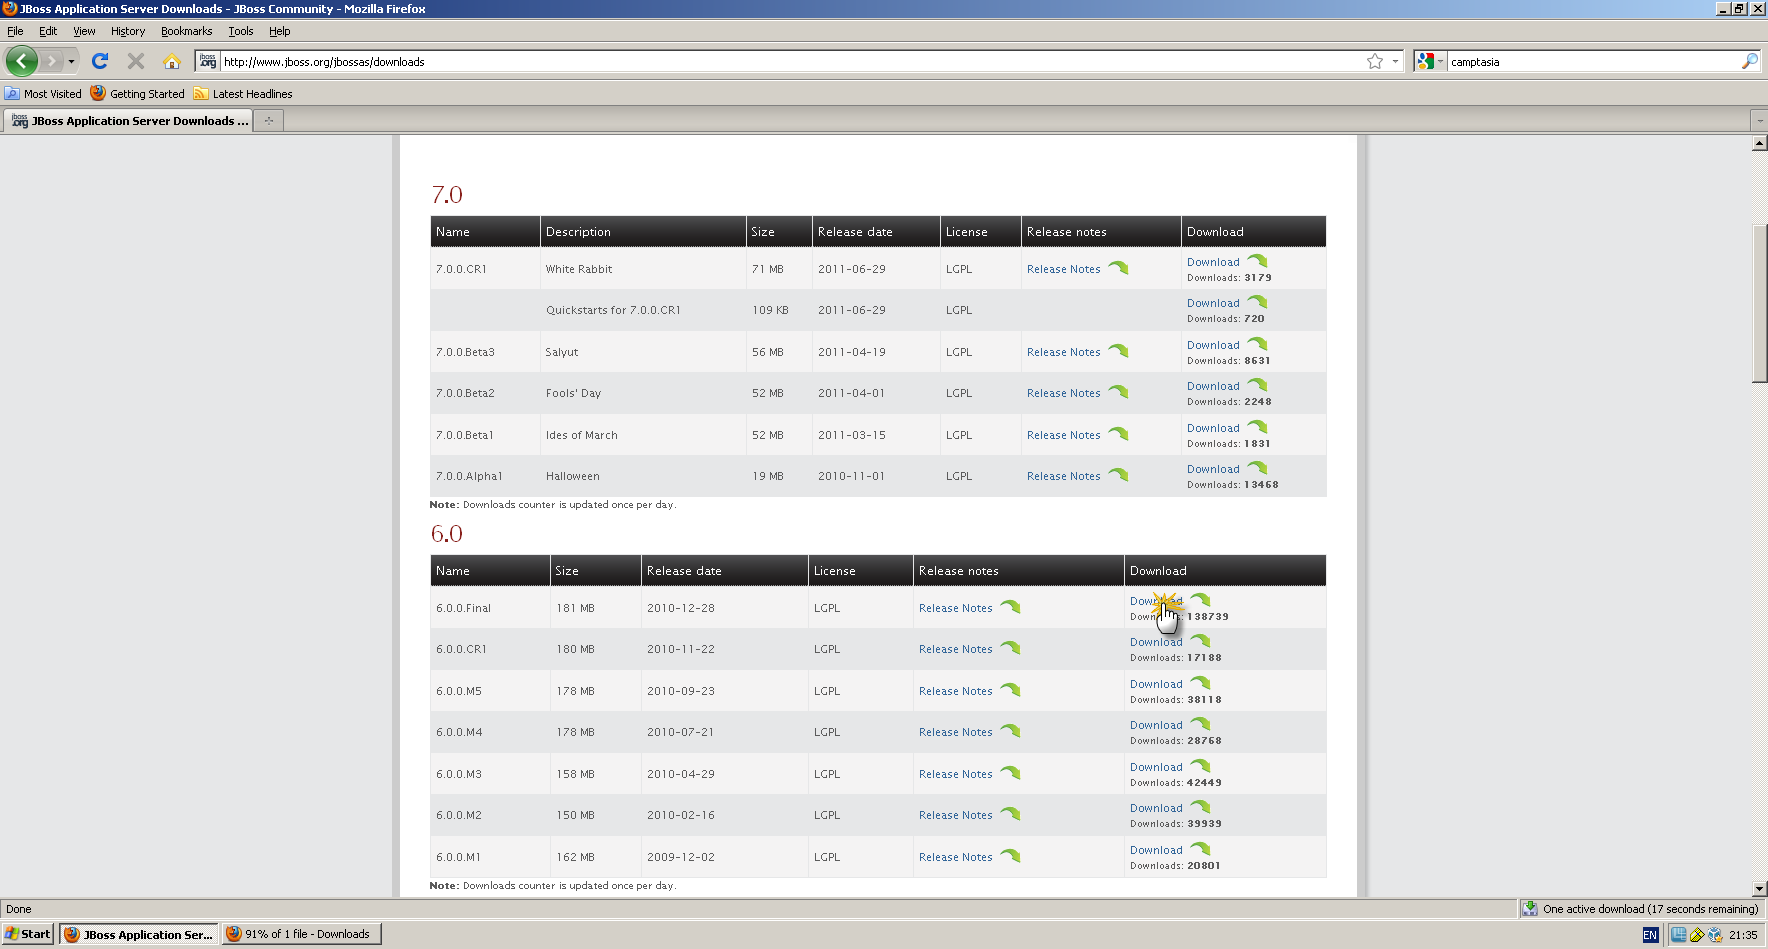 JBoss Application Server Downloads - JBoss Community - Mozilla Firefox
File Edit View History Bookmarks Tools Help
jboss .org http://www.jboss.org/jbossas/downloads camptasia
Most Visited Getting Started Latest Headlines
jboss .org JBoss Application Server Downloads ...
7.0
Name Description Size Release date License Release notes Download
7.0.0.CR1 White Rabbit 71 MB 2011-06-29 LGPL Release Notes Download
Downloads: 3179
Quickstarts for 7.0.0.CR1 109 KB 2011-06-29 LGPL Download
Downloads: 720
7.0.0.Beta3 Salyut 56 MB 2011-04-19 LGPL Release Notes Download
Downloads: 8631
7.0.0.Beta2 Fools' Day 52 MB 2011-04-01 LGPL Release Notes Download
Downloads: 2248
7.0.0.Beta1 Ides of March 52 MB 2011-03-15 LGPL Release Notes Download
Downloads: 1831
7.0.0.Alpha1 Halloween 19 MB 2010-11-01 LGPL Release Notes Download
Downloads: 13468
Note: Downloads counter is updated once per day.
6.0
Name Size Release date License Release notes Download
6.0.0.Final 181 MB 2010-12-28 LGPL Release Notes Download
Downloads: 138739
6.0.0.CR1 180 MB 2010-11-22 LGPL Release Notes Download
Downloads: 17188
6.0.0.M5 178 MB 2010-09-23 LGPL Release Notes Download
Downloads: 38118
6.0.0.M4 178 MB 2010-07-21 LGPL Release Notes Download
Downloads: 28768
6.0.0.M3 158 MB 2010-04-29 LGPL Release Notes Download
Downloads: 42449
6.0.0.M2 150 MB 2010-02-16 LGPL Release Notes Download
Downloads: 39939
6.0.0.M1 162 MB 2009-12-02 LGPL Release Notes Download
Downloads: 20801
Note: Downloads counter is updated once per day.
Done One active download (17 seconds remaining)
Start JBoss Application Ser... 91% of 1 file - Downloads EN 21:35